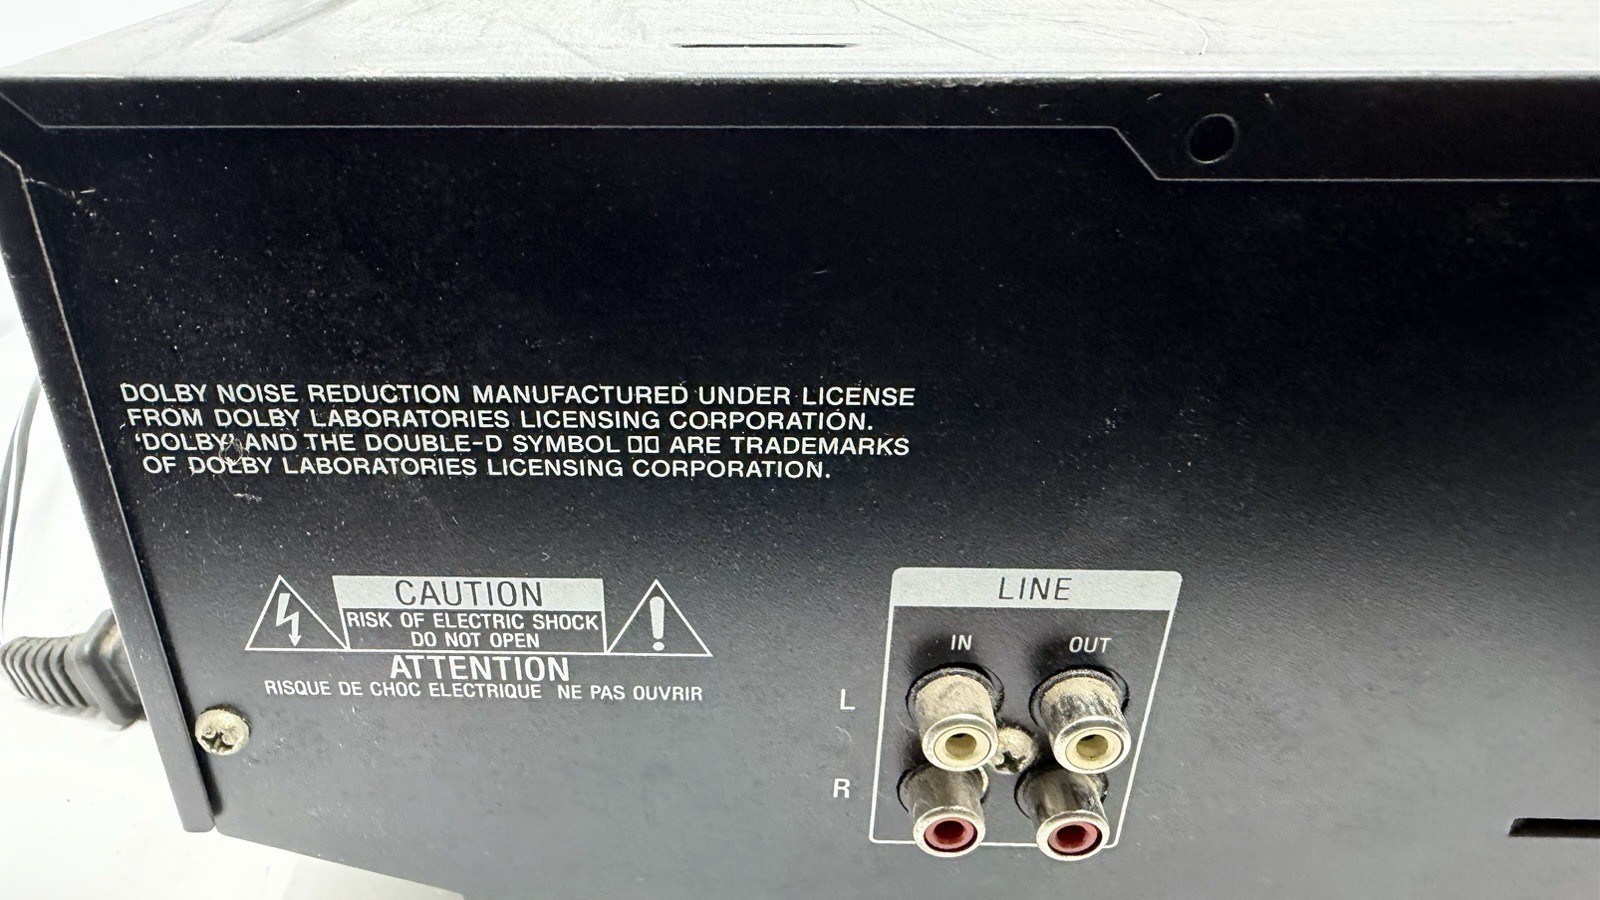 DOLBY NOISE REDUCTION MANUFACTURED UNDER LICENSE
FROM DOLBY LABORATORIES LICENSING CORPORATION.
'DOLBY' AND THE DOUBLE-D SYMBOL ARE TRADEMARKS
OF DOLBY LABORATORIES LICENSING CORPORATION.
CAUTION
RISK OF ELECTRIC SHOCK
DO NOT OPEN
ATTENTION
RISQUE DE CHOC ELECTRIQUE NE PAS OUVRIR
LINE
IN OUT
L
R